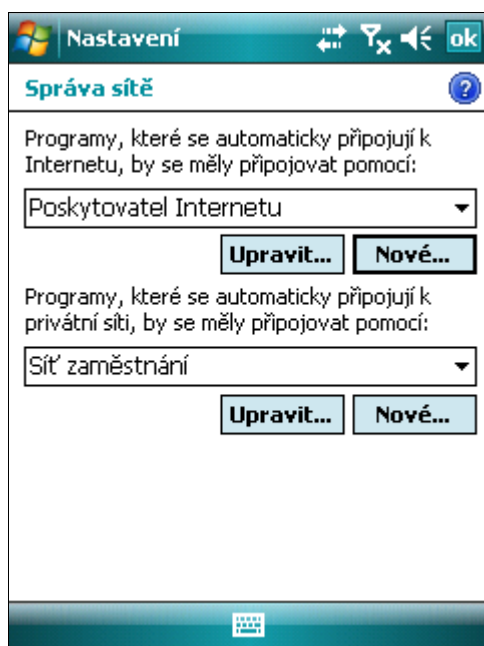 Nastavení ok
Správa sítě
Programy, které se automaticky připojují k
Internetu, by se měly připojovat pomocí:
Poskytovatel Internetu
Upravit... Nové...
Programy, které se automaticky připojují k
privátní síti, by se měly připojovat pomocí:
Síť zaměstnání
Upravit... Nové...